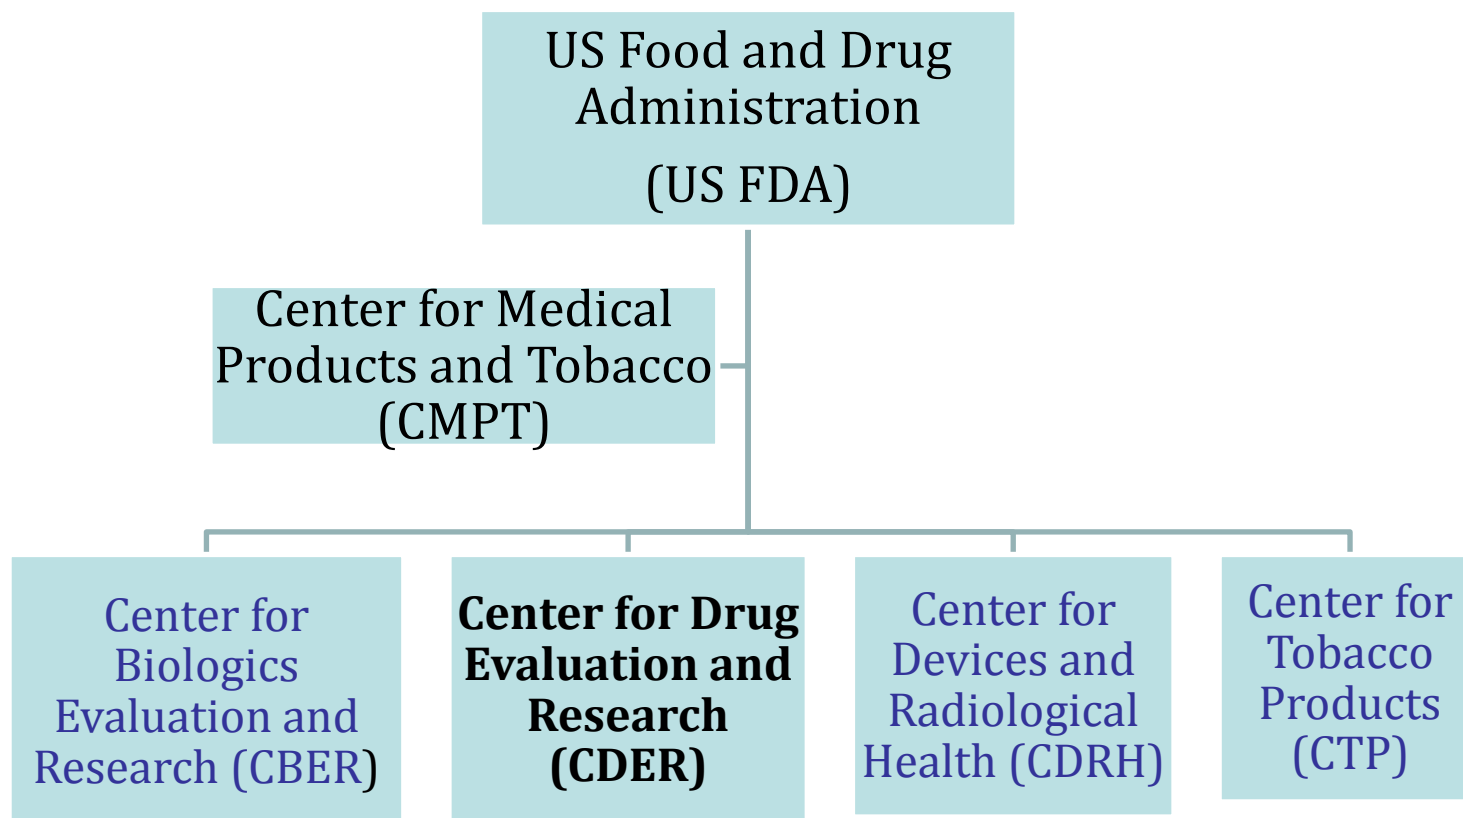 US Food and Drug
Administration
(US FDA)
Center for Medical
Products and Tobacco
(CMPT)
Center for
Biologics
Evaluation and
Research (CBER)
Center for Drug
Evaluation and
Research
(CDER)
Center for
Devices and
Radiological
Health (CDRH)
Center for
Tobacco
Products
(CTP)